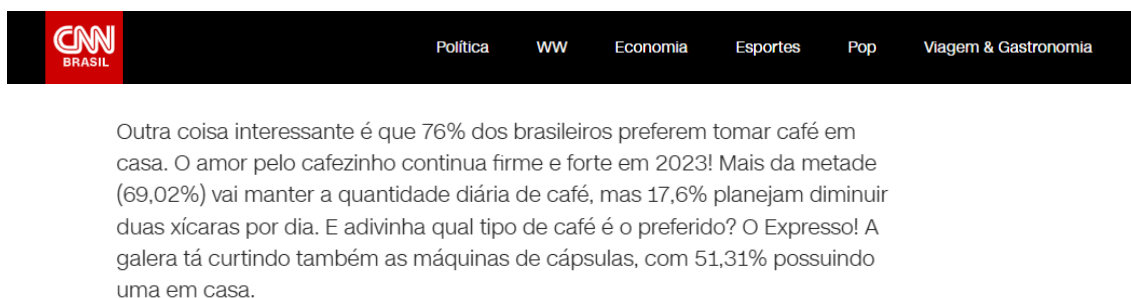 CNN
BRASIL
Política WW Economia Esportes Pop Viagem & Gastronomia
Outra coisa interessante é que 76% dos brasileiros preferem tomar café em
casa. O amor pelo cafezinho continua firme e forte em 2023! Mais da metade
(69,02%) vai manter a quantidade diária de café, mas 17,6% planejam diminuir
duas xícaras por dia. E adivinha qual tipo de café é o preferido? O Expresso! A
galera tá curtindo também as máquinas de cápsulas, com 51,31% possuindo
uma em casa.